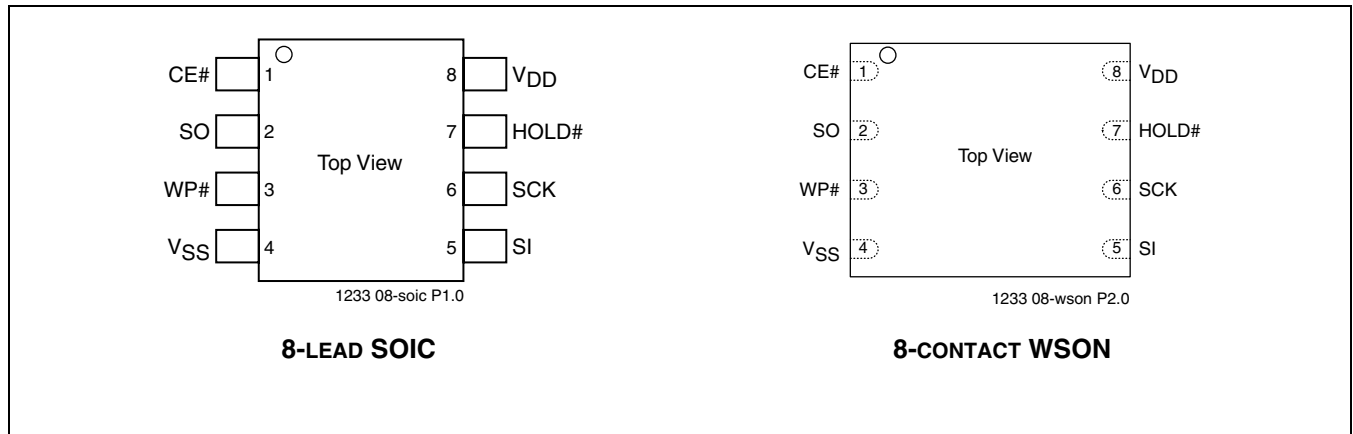 CE# 1 8 VDD
SO 2 7 HOLD#
Top View
WP# 3 6 SCK
VSS 4 5 SI
1233 08-soic P1.0
8-LEAD SOIC
CE# 1 8 VDD
SO 2 7 HOLD#
Top View
WP# 3 6 SCK
VSS 4 5 SI
1233 08-wson P2.0
8-CONTACT WSON